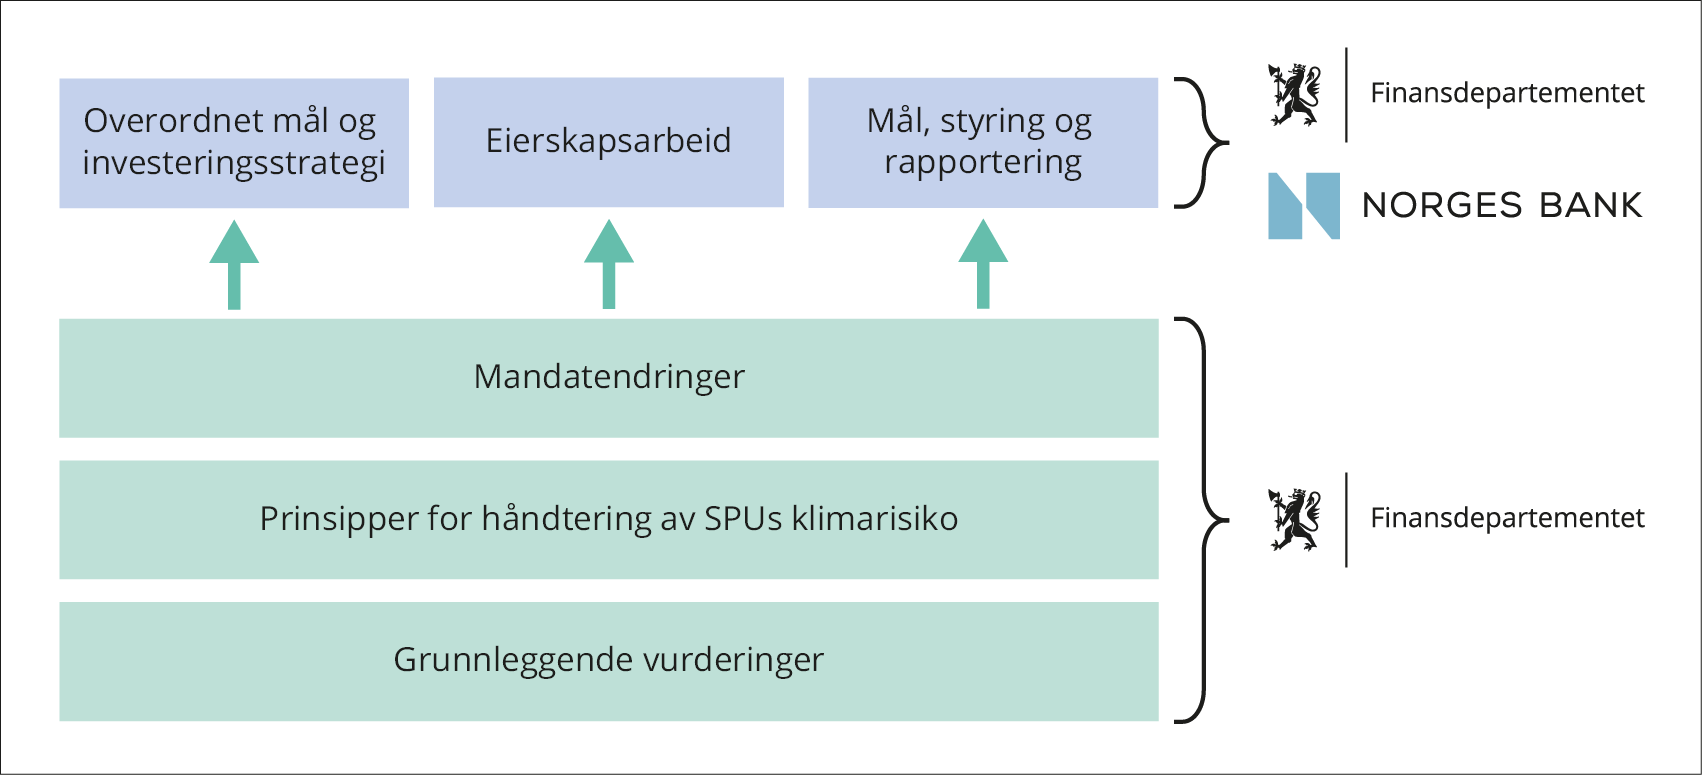 Overordnet mål og
investeringsstrategi
Eierskapsarbeid
Mål, styring og
rapportering
Finansdepartementet
NORGES BANK
Mandatendringer
Prinsipper for håndtering av SPUs klimarisiko
Grunnleggende vurderinger
Finansdepartementet